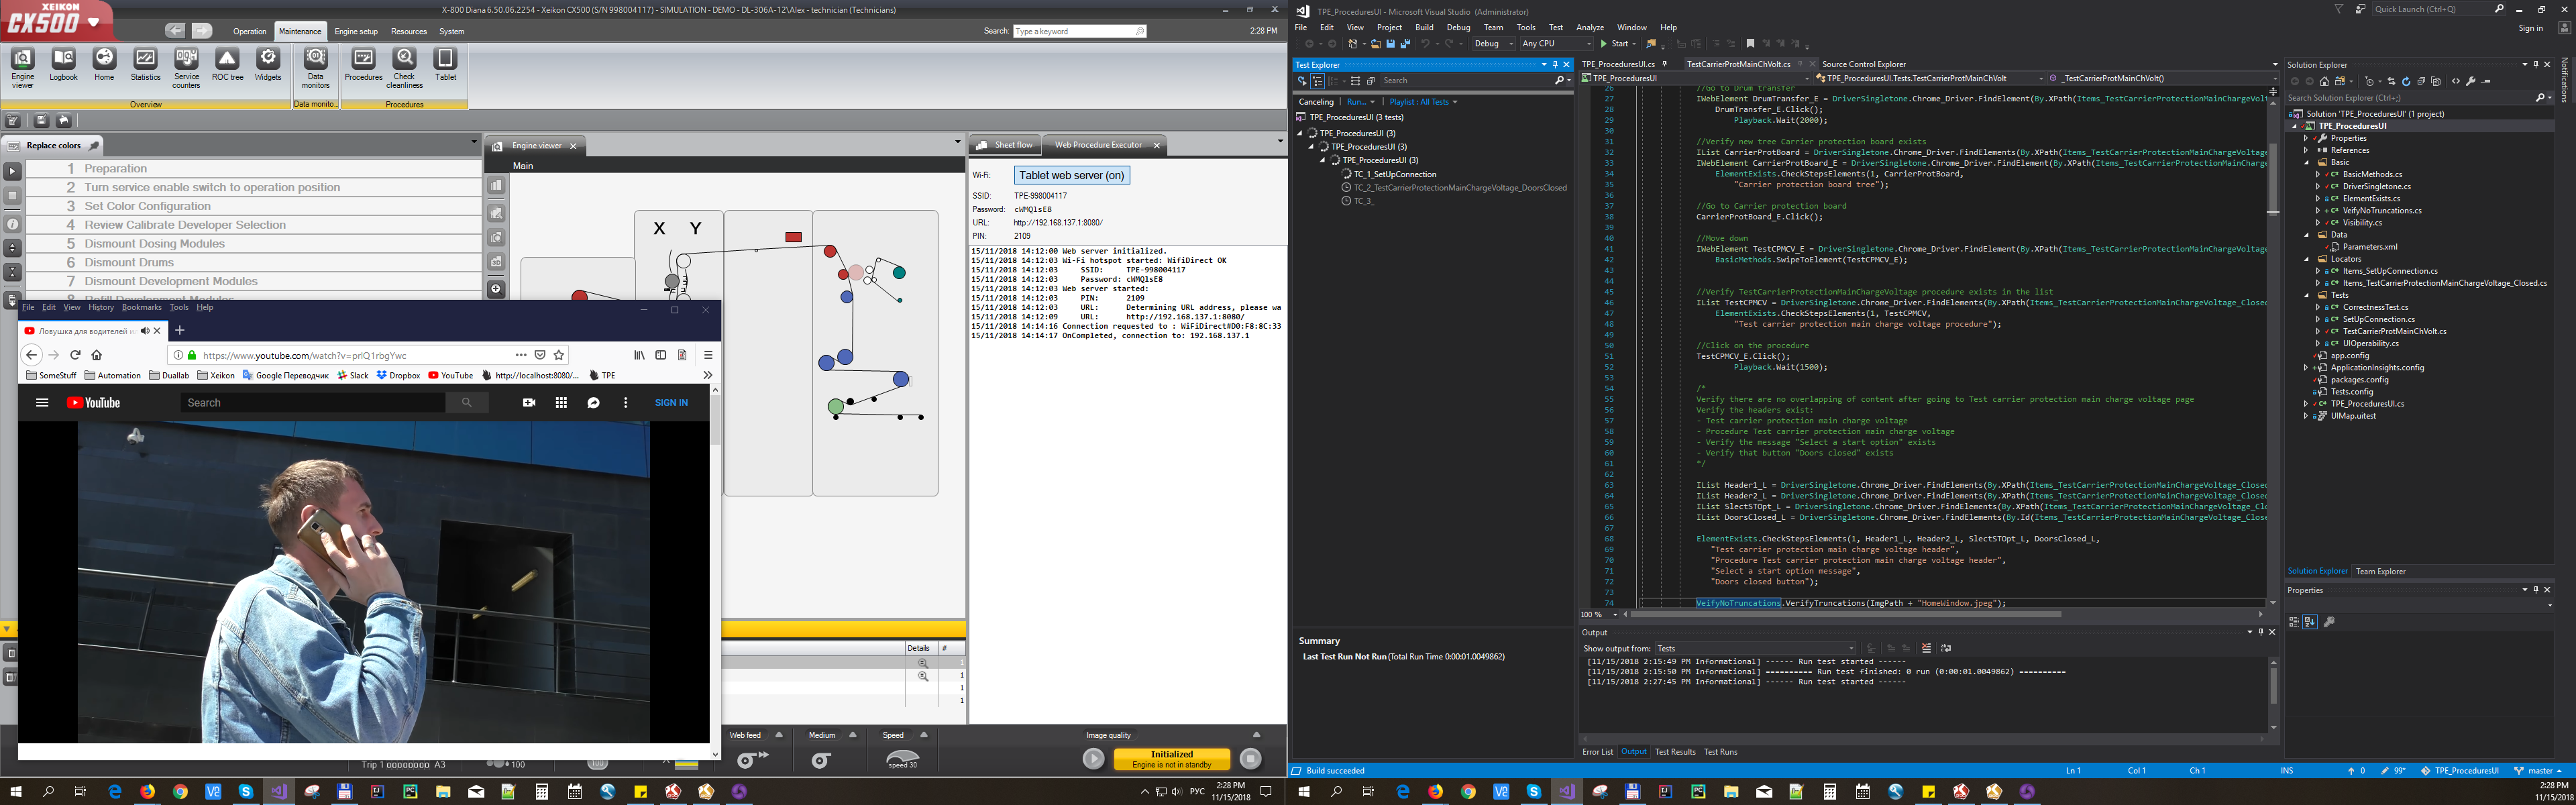 XEIKON
CX500
X-800 Diana 6.50.06.2254 - Xeikon CX500 (S/N 998004117) - SIMULATION - DEMO - DL-306A-12\Alex - technician (Technicians)
Operation Maintenance Engine setup Resources System
Search: Type a keyword
2:28 PM
Engine viewer
Logbook
Home
Statistics
Service counters
ROC tree
Widgets
Data monitors
Procedures
Check cleanliness
Tablet
Overview
Data monito...
Procedures
Replace colors
1 Preparation
2 Turn service enable switch to operation position
3 Set Color Configuration
4 Review Calibrate Developer Selection
5 Dismount Dosing Modules
6 Dismount Drums
7 Dismount Development Modules
Engine viewer
Main
X Y
Sheet flow
Web Procedure Executor
Wi-Fi: Tablet web server (on)
SSID: TPE-998004117
Password: cWMQ1sE8
URL: http://192.168.137.1:8080/
PIN: 2109
15/11/2018 14:12:00 Web server initialized.
15/11/2018 14:12:03 Wi-Fi hotspot started: WifiDirect OK
15/11/2018 14:12:03 SSID: TPE-998004117
15/11/2018 14:12:03 Password: cWMQ1sE8
15/11/2018 14:12:03 Web server started:
15/11/2018 14:12:03 PIN: 2109
15/11/2018 14:12:03 URL: Determining URL address, please wa
15/11/2018 14:12:09 URL: http://192.168.137.1:8080/
15/11/2018 14:14:16 Connection requested to : WiFiDirect#D0:F8:8C:33
15/11/2018 14:14:17 OnCompleted, connection to: 192.168.137.1
File Edit View History Bookmarks Tools Help
Ловушка для водителей ил
https://www.youtube.com/watch?v=prIQ1rbgYwc
SomeStuff Automation Duallab Xeikon Google Переводчик Slack Dropbox YouTube http://localhost:8080/... TPE
YouTube
Search
SIGN IN
Details #
1
1
1
1
Web feed
Medium
Speed
speed 30
Image quality
Initialized
Engine is not in standby
Trip 1 00000000 A3
100
100
РУС
2:28 PM
11/15/2018
TPE_ProceduresUI - Microsoft Visual Studio (Administrator)
Quick Launch (Ctrl+Q)
File Edit View Project Build Debug Team Tools Test Analyze Window Help
Sign in
Debug
Any CPU
Start
Test Explorer
Search
Canceling Run... Playlist : All Tests
TPE_ProceduresUI (3 tests)
TPE_ProceduresUI (3)
TPE_ProceduresUI (3)
TPE_ProceduresUI (3)
TC_1_SetUpConnection
TC_2_TestCarrierProtectionMainChargeVoltage_DoorsClosed
TC_3_
Summary
Last Test Run Not Run (Total Run Time 0:00:01.0049862)
TPE_ProceduresUI.cs TestCarrierProtMainChVolt.cs Source Control Explorer
TPE_ProceduresUI
TPE_ProceduresUI.Tests.TestCarrierProtMainChVolt
_TestCarrierProtMainChVolt()
26 //Go to Drum transfer
27 IWebElement DrumTransfer_E = DriverSingletone.Chrome_Driver.FindElement(By.XPath(Items_TestCarrierProtectionMainChargeVolt
28 DrumTransfer_E.Click();
29 Playback.Wait(2000);
30
31 //Verify new tree Carrier protection board exists
32 IList CarrierProtBoard = DriverSingletone.Chrome_Driver.FindElements(By.XPath(Items_TestCarrierProtectionMainChargeVoltage
33 IWebElement CarrierProtBoard_E = DriverSingletone.Chrome_Driver.FindElement(By.XPath(Items_TestCarrierProtectionMainCharge
34 ElementExists.CheckStepsElements(1, CarrierProtBoard,
35 "Carrier protection board tree");
36
37 //Go to Carrier protection board
38 CarrierProtBoard_E.Click();
39
40 //Move down
41 IWebElement TestCPMCV_E = DriverSingletone.Chrome_Driver.FindElement(By.XPath(Items_TestCarrierProtectionMainChargeVoltage
42 BasicMethods.SwipeToElement(TestCPMCV_E);
43
44
45 //Verify TestCarrierProtectionMainChargeVoltage procedure exists in the list
46 IList TestCPMCV = DriverSingletone.Chrome_Driver.FindElements(By.XPath(Items_TestCarrierProtectionMainChargeVoltage_Closed
47 ElementExists.CheckStepsElements(1, TestCPMCV,
48 "Test carrier protection main charge voltage procedure");
49
50 //Click on the procedure
51 TestCPMCV_E.Click();
52 Playback.Wait(1500);
53
54 /*
55 Verify there are no overlapping of content after going to Test carrier protection main charge voltage page
56 Verify the headers exist:
57 - Test carrier protection main charge voltage
58 - Procedure Test carrier protection main charge voltage
59 - Verify the message "Select a start option" exists
60 - Verify that button "Doors closed" exists
61 */
62
63 IList Header1_L = DriverSingletone.Chrome_Driver.FindElements(By.XPath(Items_TestCarrierProtectionMainChargeVoltage_Closed
64 IList Header2_L = DriverSingletone.Chrome_Driver.FindElements(By.XPath(Items_TestCarrierProtectionMainChargeVoltage_Closed
65 IList SlectSTOpt_L = DriverSingletone.Chrome_Driver.FindElements(By.XPath(Items_TestCarrierProtectionMainChargeVoltage_Clo
66 IList DoorsClosed_L = DriverSingletone.Chrome_Driver.FindElements(By.Id(Items_TestCarrierProtectionMainChargeVoltage_Close
67
68 ElementExists.CheckStepsElements(1, Header1_L, Header2_L, SlectSTOpt_L, DoorsClosed_L,
69 "Test carrier protection main charge voltage header",
70 "Procedure Test carrier protection main charge voltage header",
71 "Select a start option message",
72 "Doors closed button");
73
74 VeifyNoTruncations.VerifyTruncations(ImgPath + "HomeWindow.jpeg");
100 %
Output
Show output from: Tests
[11/15/2018 2:15:49 PM Informational] ------ Run test started ------
[11/15/2018 2:15:50 PM Informational] ========== Run test finished: 0 run (0:00:01.0049862) ==========
[11/15/2018 2:27:45 PM Informational] ------ Run test started ------
Error List Output Test Results Test Runs
Solution Explorer
Search Solution Explorer (Ctrl+;)
Solution 'TPE_ProceduresUI' (1 project)
TPE_ProceduresUI
Properties
References
Basic
BasicMethods.cs
DriverSingletone.cs
ElementExists.cs
VeifyNoTruncations.cs
Visibility.cs
Data
Parameters.xml
Locators
Items_SetUpConnection.cs
Items_TestCarrierProtectionMainChargeVoltage_Closed.cs
Tests
CorrectnessTest.cs
SetUpConnection.cs
TestCarrierProtMainChVolt.cs
UIOperability.cs
app.config
ApplicationInsights.config
packages.config
Tests.config
TPE_ProceduresUI.cs
UIMap.uitest
Solution Explorer Team Explorer
Properties
Notifications
Build succeeded
Ln 1 Col 1 Ch 1 INS
0 99* TPE_ProceduresUI master
2:28 PM
11/15/2018